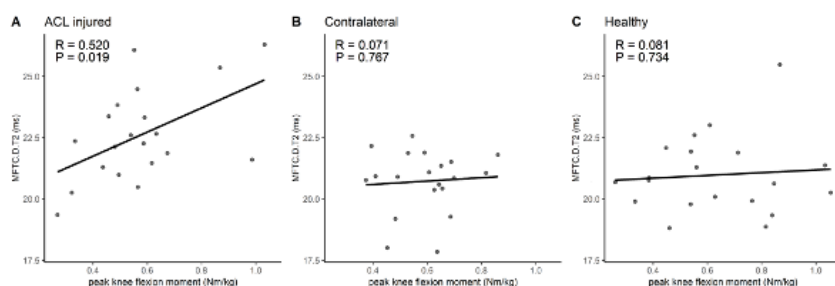 A ACL injured
R = 0.520
P = 0.019
MFTC.D.T2 (ms)
25.0
22.5
20.0
17.5
0.4 0.6 0.8 1.0
peak knee flexion moment (Nm/kg)
B Contralateral
R = 0.071
P = 0.767
MFTC.D.T2 (ms)
25.0
22.5
20.0
17.5
0.4 0.6 0.8 1.0
peak knee flexion moment (Nm/kg)
C Healthy
R = 0.081
P = 0.734
MFTC.D.T2 (ms)
25.0
22.5
20.0
17.5
0.4 0.6 0.8 1.0
peak knee flexion moment (Nm/kg)